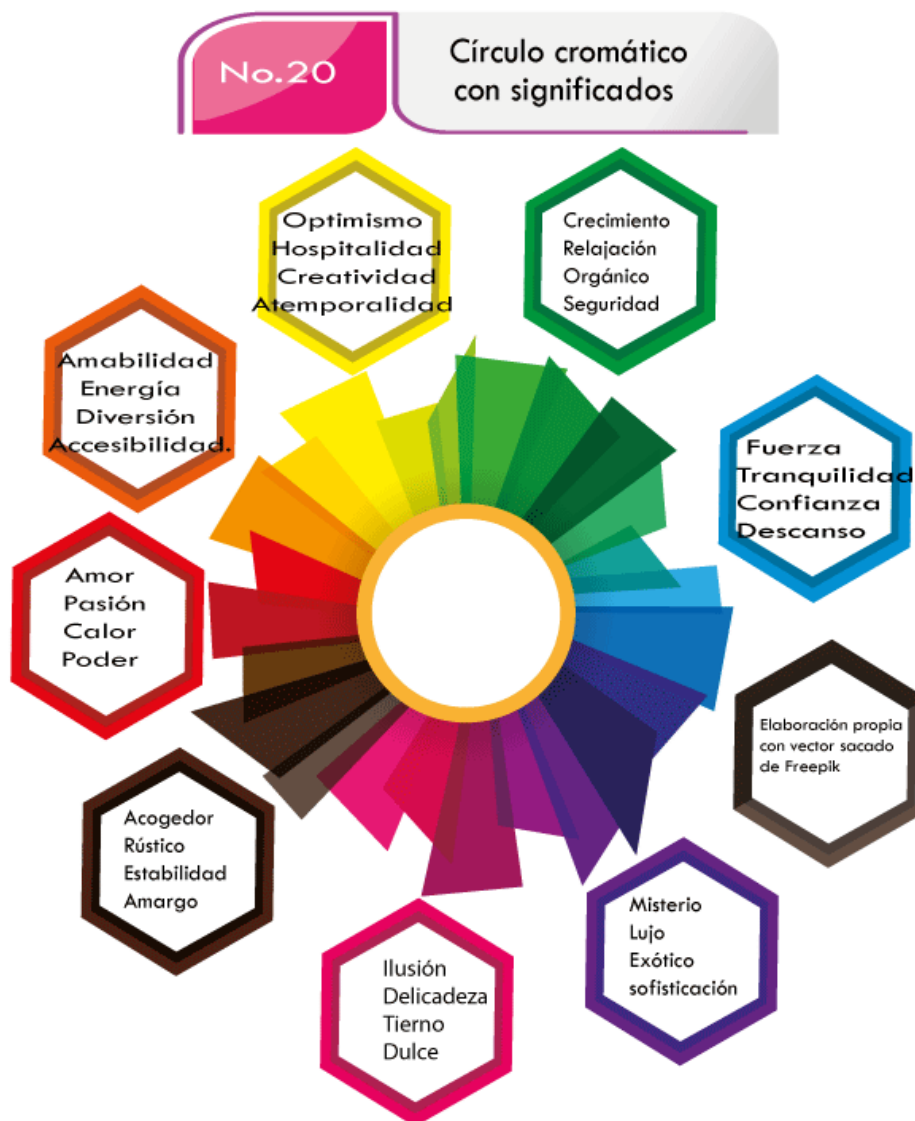 No.20
Círculo cromático
con significados
Optimismo
Hospitalidad
Creatividad
Atemporalidad
Crecimiento
Relajación
Orgánico
Seguridad
Amabilidad
Energía
Diversión
Accesibilidad.
Fuerza
Tranquilidad
Confianza
Descanso
Amor
Pasión
Calor
Poder
Elaboración propia
con vector sacado
de Freepik
Acogedor
Rústico
Estabilidad
Amargo
Misterio
Lujo
Exótico
sofisticación
Ilusión
Delicadeza
Tierno
Dulce